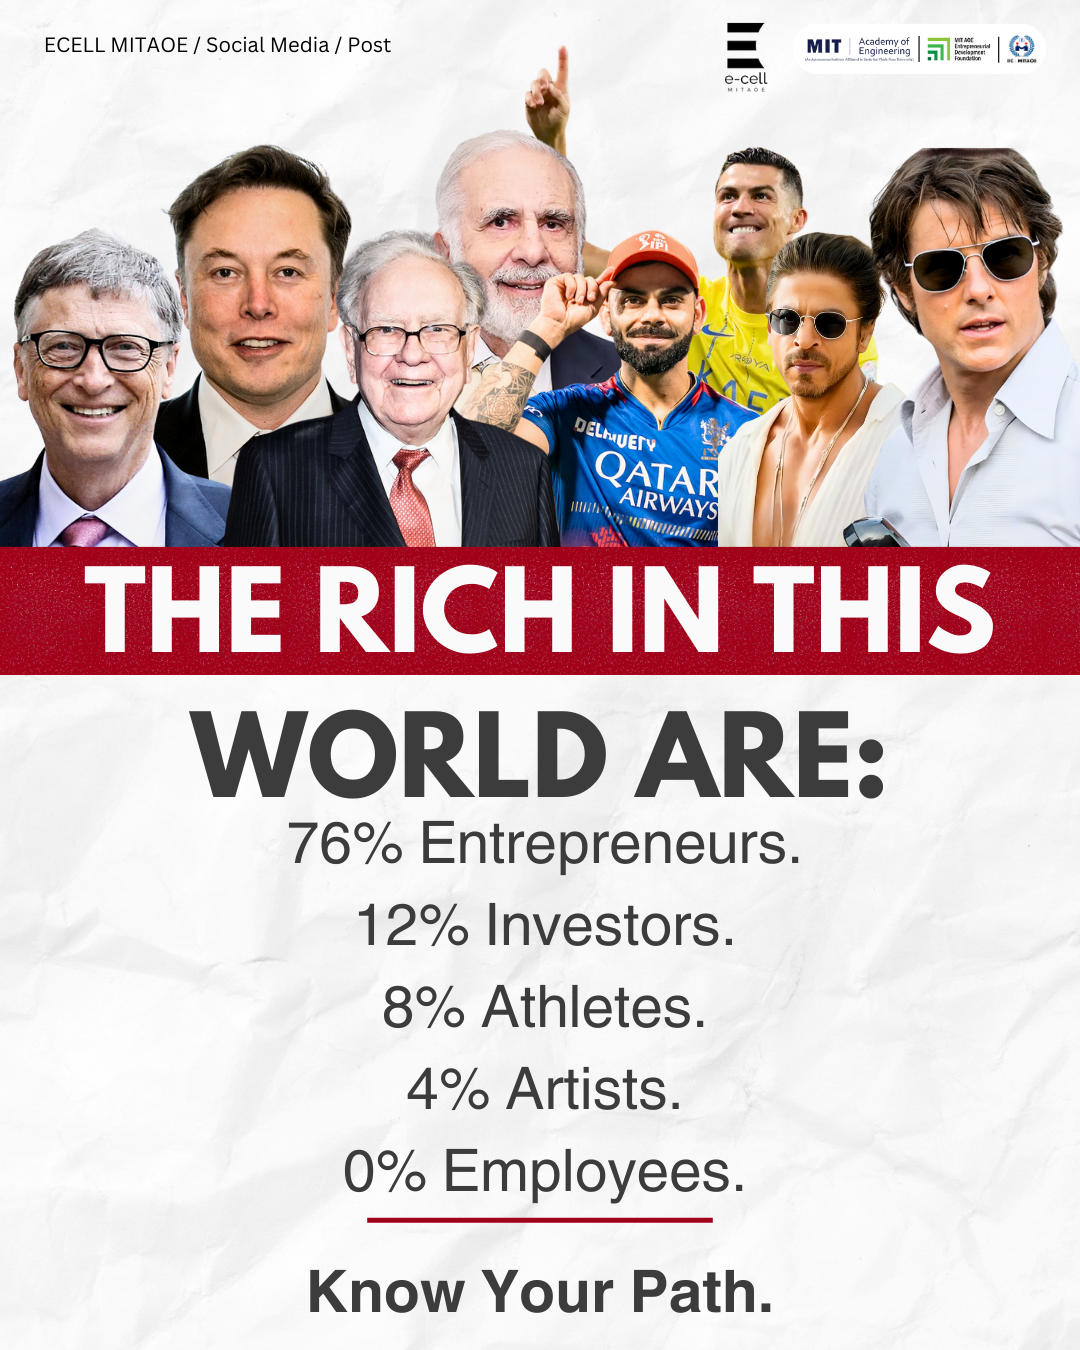 ECELL MITAOE / Social Media / Post
e-cell
MITAOE
MIT
Academy of
Engineering
MIT AOE
Entrepreneurial
Development
Foundation
IIC - MITAOE
IPL
DELHIVERY
QATAR
AIRWAYS
THE RICH IN THIS
WORLD ARE:
76% Entrepreneurs.
12% Investors.
8% Athletes.
4% Artists.
0% Employees.
Know Your Path.